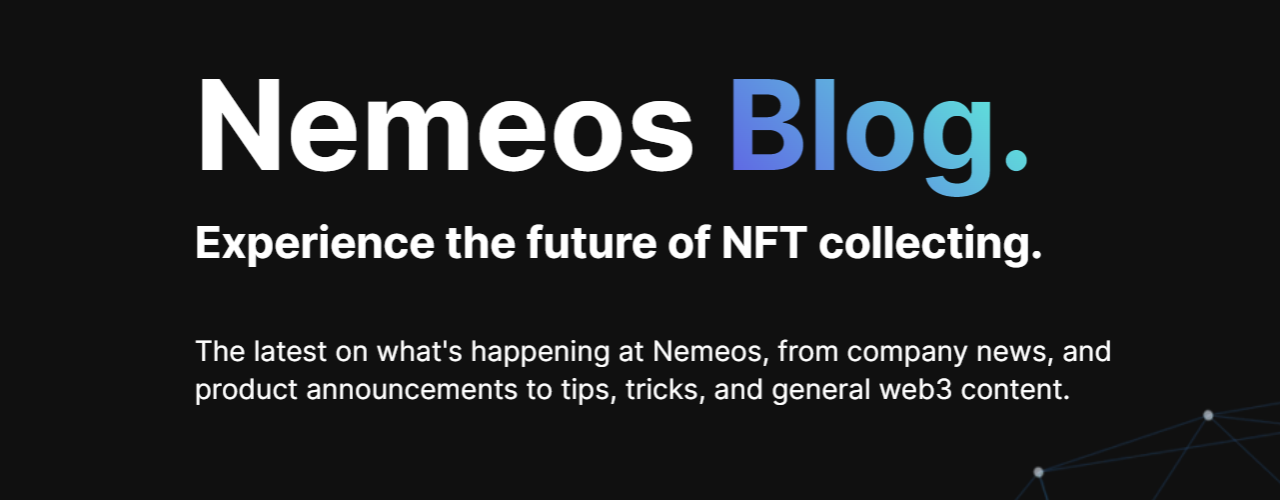 Nemeos Blog.
Experience the future of NFT collecting.
The latest on what's happening at Nemeos, from company news, and
product announcements to tips, tricks, and general web3 content.